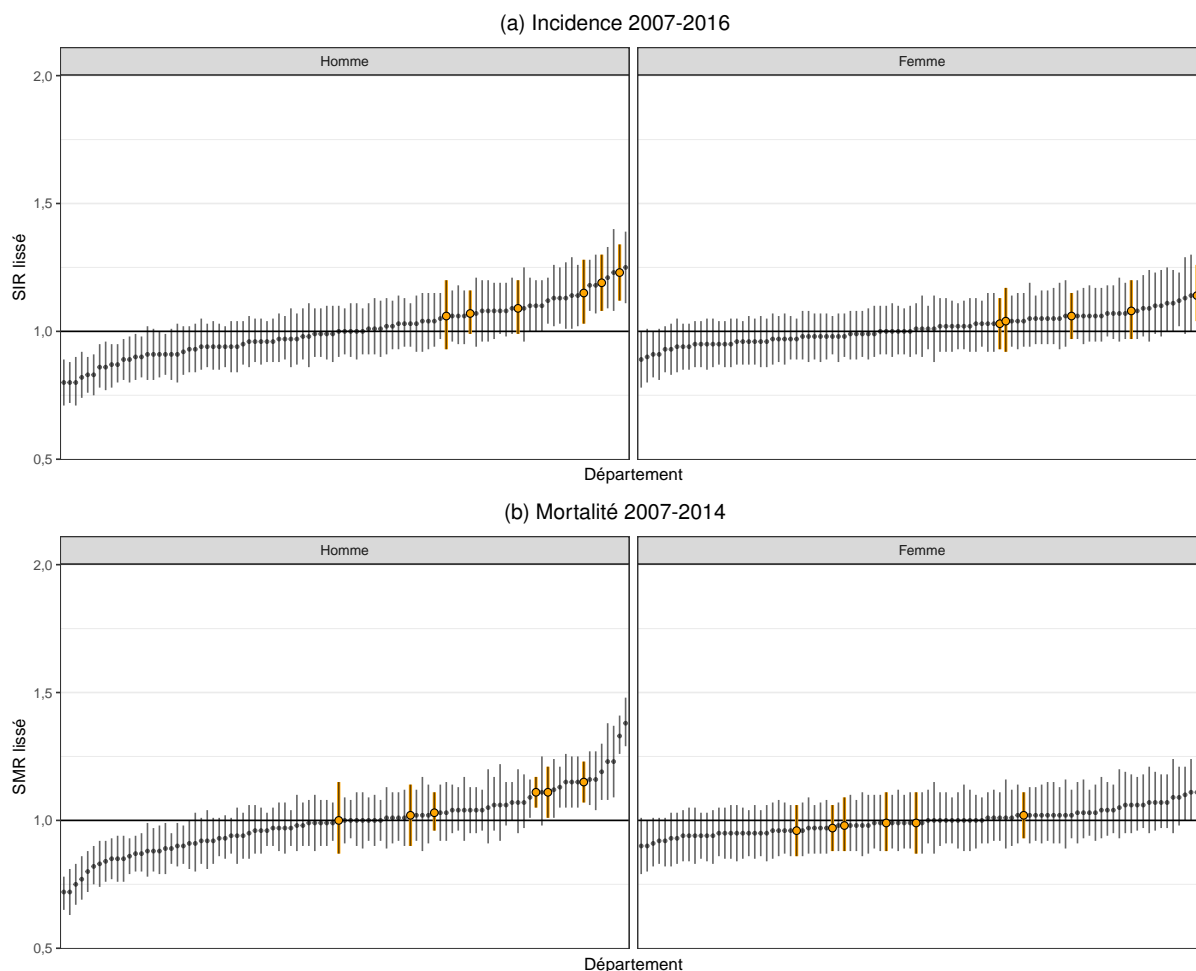 (a) Incidence 2007-2016
Homme
Femme
2,0
1,5
1,0
0,5
SIR lissé
Département
(b) Mortalité 2007-2014
Homme
Femme
2,0
1,5
1,0
0,5
SMR lissé
Département